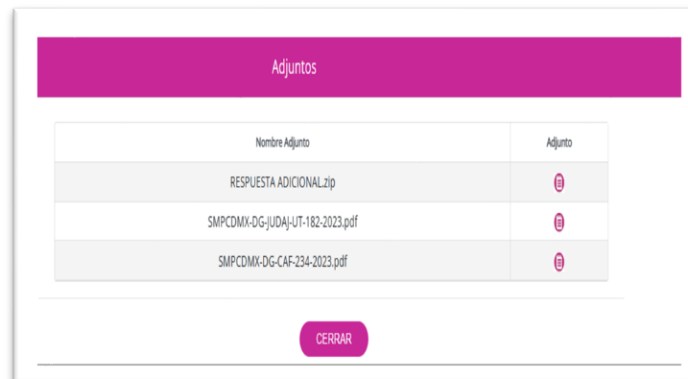 Adjuntos
Nombre Adjunto Adjunto
RESPUESTA ADICIONAL.zip
SMPCDMX-DG-JUDAJ-UT-182-2023.pdf
SMPCDMX-DG-CAF-234-2023.pdf
CERRAR